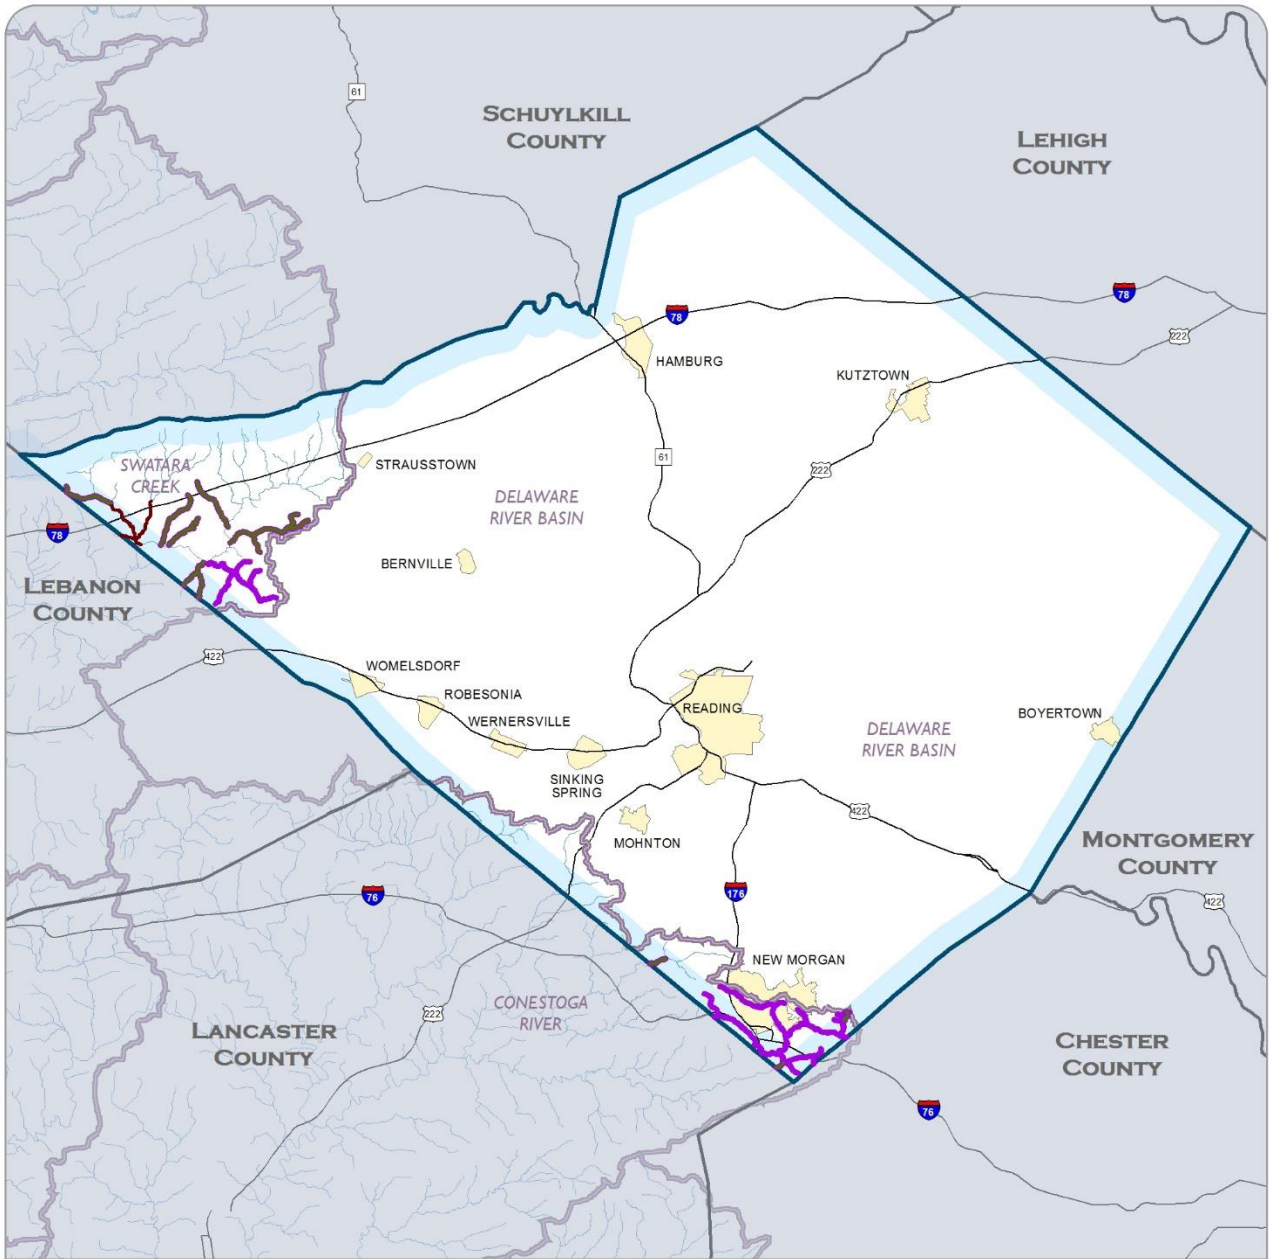 61
SCHUYLKILL
COUNTY
LEHIGH
COUNTY
78
78
222
HAMBURG
KUTZTOWN
SWATARA
CREEK
STRAUSSTOWN
61
222
DELAWARE
RIVER BASIN
78
BERNVILLE
LEBANON
COUNTY
422
WOMELSDORF
ROBESONIA
WERNERSVILLE
READING
BOYERTOWN
DELAWARE
RIVER BASIN
SINKING
SPRING
422
MOHNTON
MONTGOMERY
COUNTY
76
176
422
NEW MORGAN
CONESTOGA
RIVER
222
LANCASTER
COUNTY
CHESTER
COUNTY
76